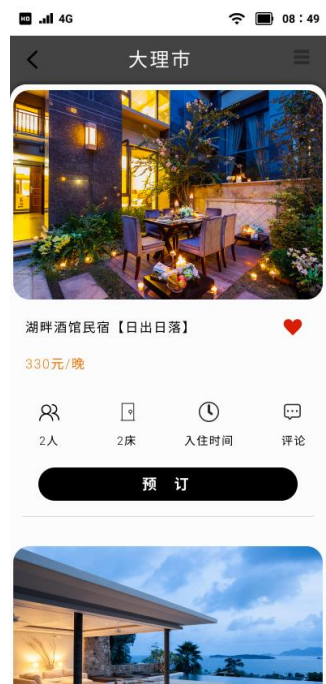 HD 4G 08:49
大理市
湖畔酒馆民宿【日出日落】
330元/晚
2人 2床 入住时间 评论
预 订